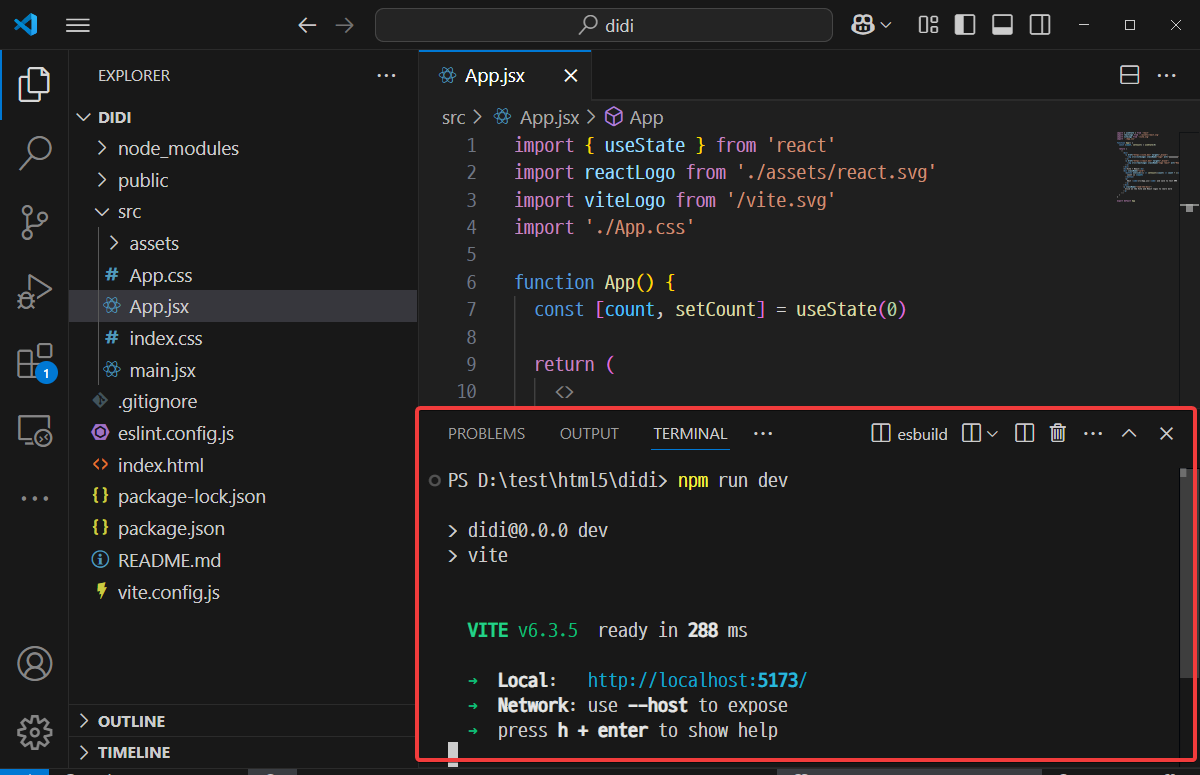 didi
EXPLORER
DIDI
node_modules
public
src
assets
App.css
App.jsx
index.css
main.jsx
.gitignore
eslint.config.js
index.html
package-lock.json
package.json
README.md
vite.config.js
OUTLINE
TIMELINE
1
App.jsx
src > App.jsx > App
1 import { useState } from 'react'
2 import reactLogo from './assets/react.svg'
3 import viteLogo from '/vite.svg'
4 import './App.css'
5
6 function App() {
7 const [count, setCount] = useState(0)
8
9 return (
10 <>
PROBLEMS OUTPUT TERMINAL ··· esbuild
PS D:\test\html5\didi> npm run dev
> didi@0.0.0 dev
> vite
VITE v6.3.5 ready in 288 ms
➜ Local: http://localhost:5173/
➜ Network: use --host to expose
➜ press h + enter to show help